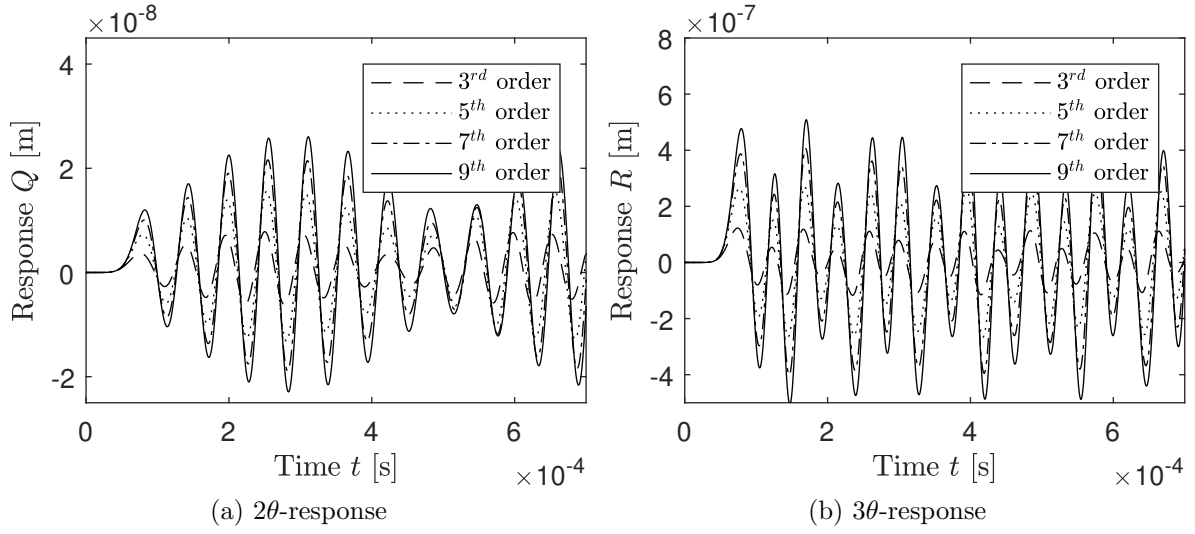 ×10⁻⁸
Response Q [m]
4
2
0
-2
0
2
4
6
3ʳᵈ order
5ᵗʰ order
7ᵗʰ order
9ᵗʰ order
Time t [s]
×10⁻⁴
(a) 2θ-response
×10⁻⁷
Response R [m]
8
6
4
2
0
-2
-4
0
2
4
6
3ʳᵈ order
5ᵗʰ order
7ᵗʰ order
9ᵗʰ order
Time t [s]
×10⁻⁴
(b) 3θ-response